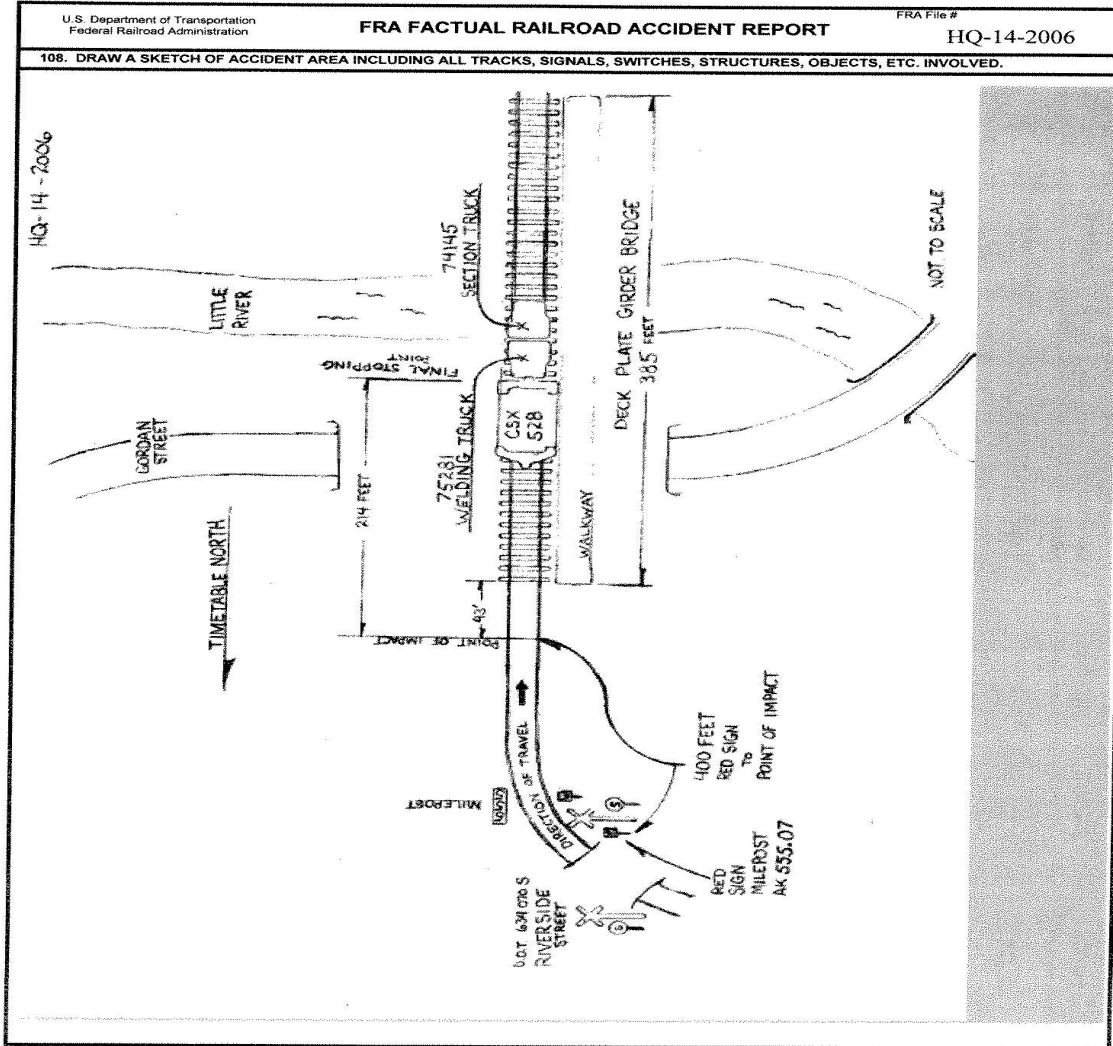 U.S. Department of Transportation
Federal Railroad Administration
FRA FACTUAL RAILROAD ACCIDENT REPORT
FRA File #
HQ-14-2006
108. DRAW A SKETCH OF ACCIDENT AREA INCLUDING ALL TRACKS, SIGNALS, SWITCHES, STRUCTURES, OBJECTS, ETC. INVOLVED.
HQ-14-2006
LITTLE
RIVER
GORDAN
STREET
TIMETABLE NORTH
74145
SECTION TRUCK
FINAL STOPPING
POINT
75281
WELDING TRUCK
CSX
528
214 FEET
43'
POINT OF IMPACT
DECK PLATE GIRDER BRIDGE
385 FEET
WALKWAY
NOT TO SCALE
DIRECTION OF TRAVEL
MILEPOST
S
400 FEET
RED SIGN
TO
POINT OF IMPACT
RED
SIGN
MILEPOST
AK 555.07
D.O.T. 634 070 S
RIVERSIDE
STREET